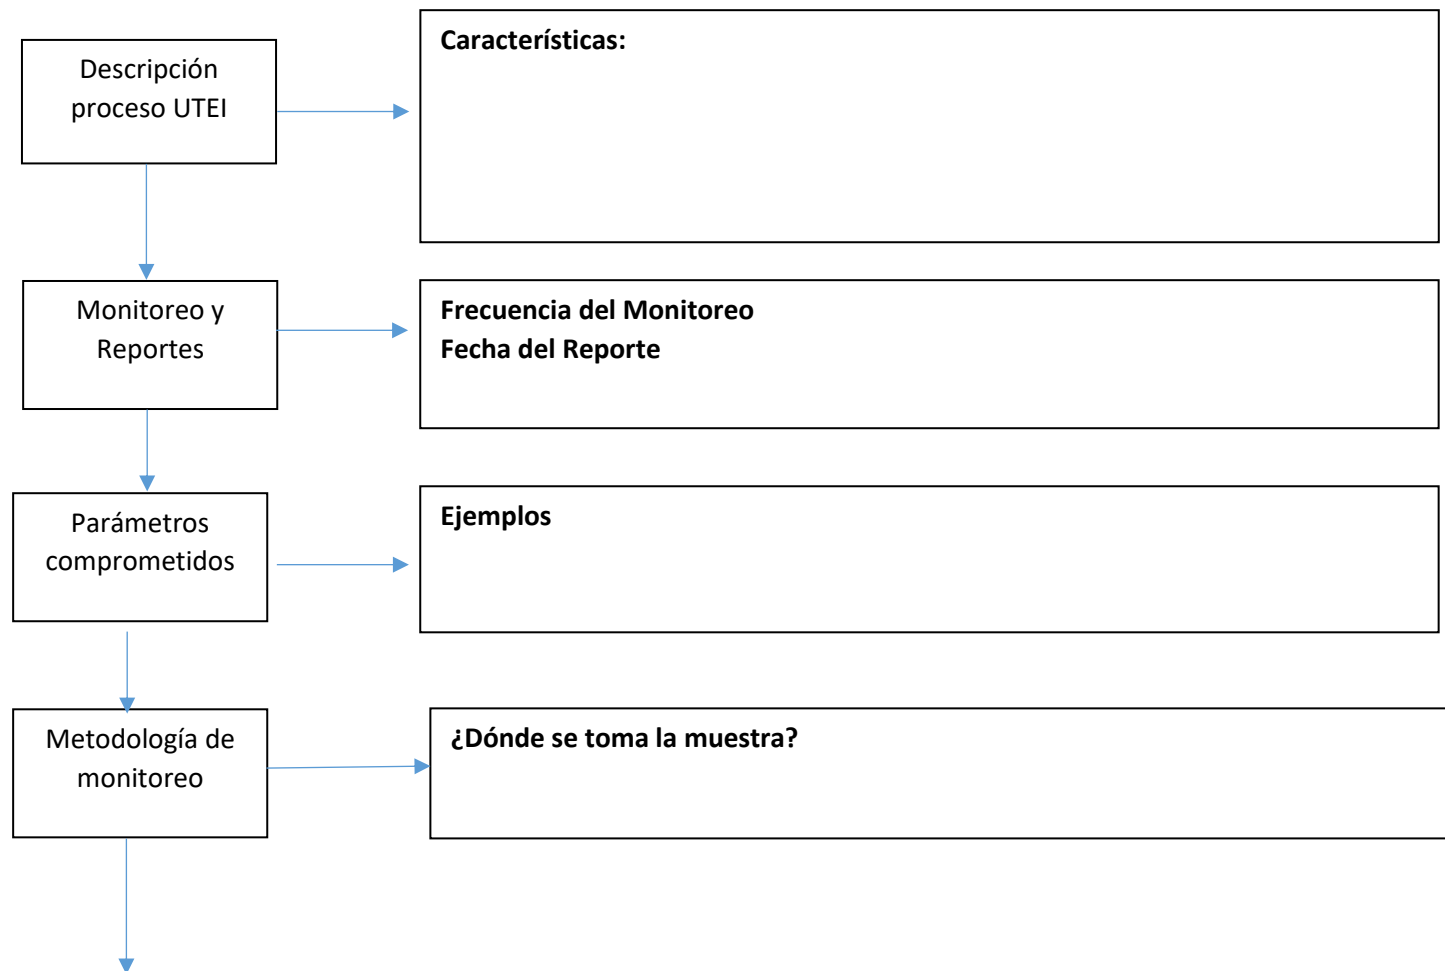 Descripción
proceso UTEI
Características:
Monitoreo y
Reportes
Frecuencia del Monitoreo
Fecha del Reporte
Parámetros
comprometidos
Ejemplos
Metodología de
monitoreo
¿Dónde se toma la muestra?